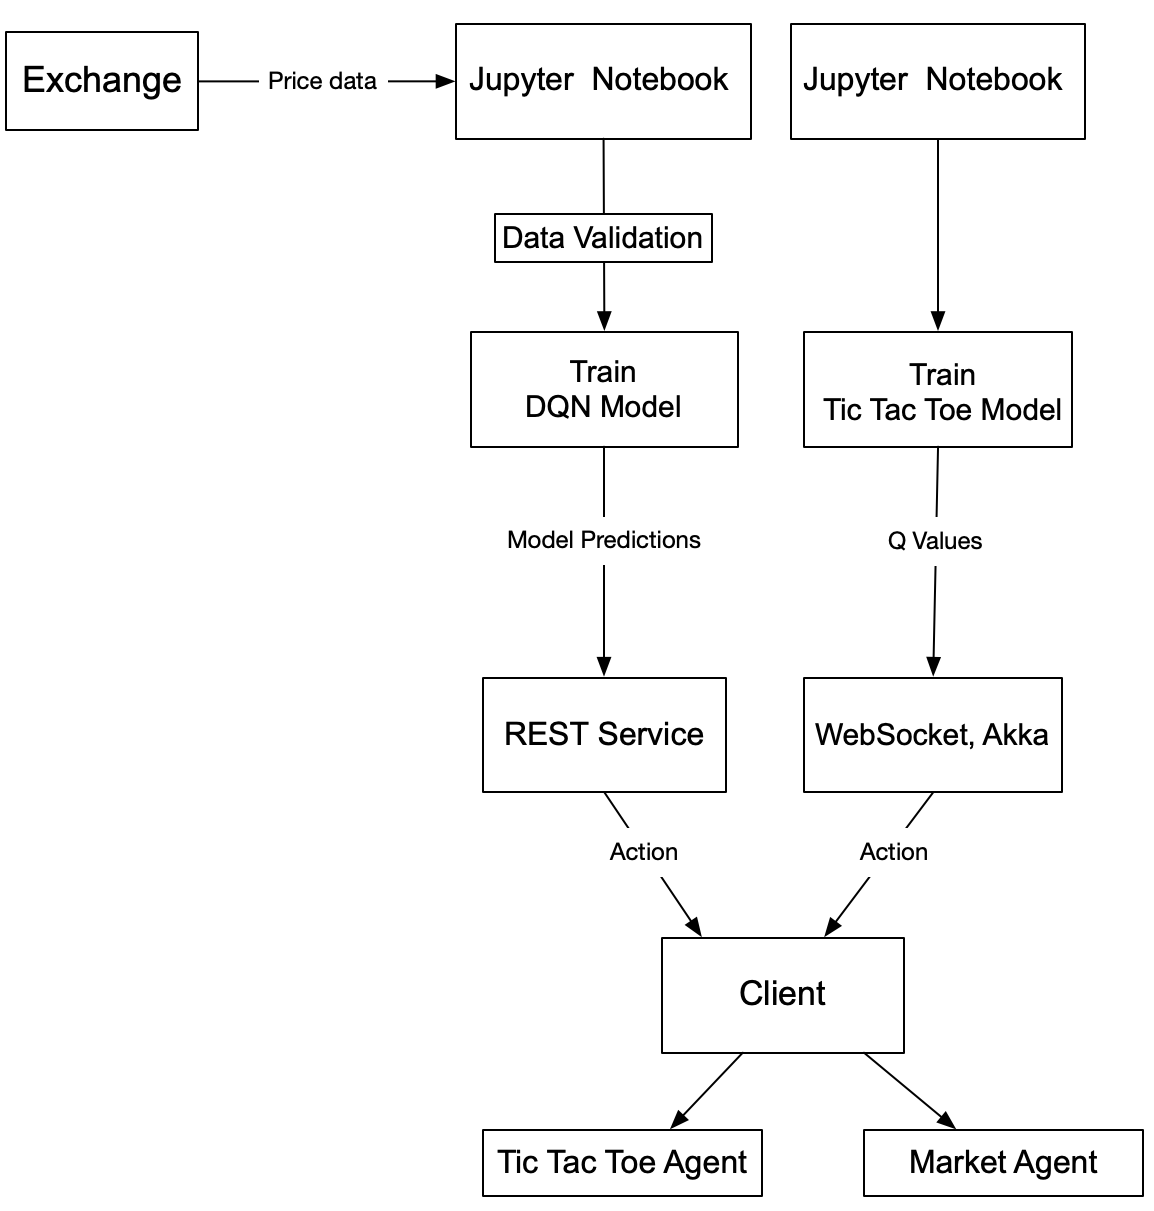 Exchange
Price data
Jupyter Notebook
Jupyter Notebook
Data Validation
Train
DQN Model
Train
Tic Tac Toe Model
Model Predictions
Q Values
REST Service
WebSocket, Akka
Action
Action
Client
Tic Tac Toe Agent
Market Agent